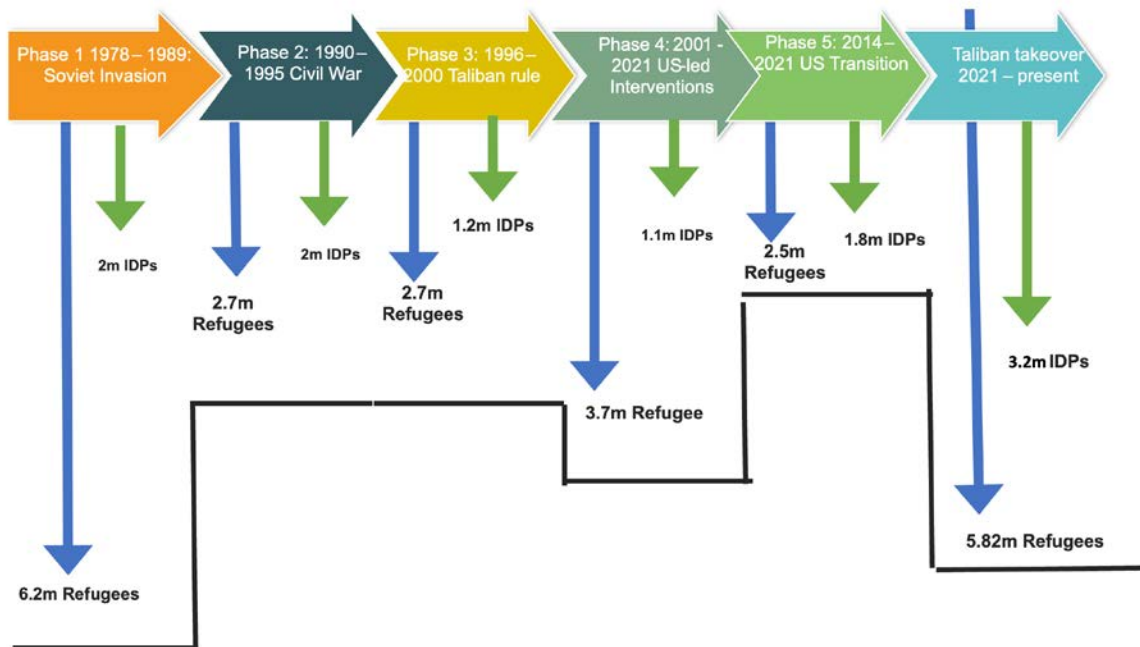 Phase 1 1978 – 1989:
Soviet Invasion
Phase 2: 1990 –
1995 Civil War
Phase 3: 1996 –
2000 Taliban rule
Phase 4: 2001 -
2021 US-led
Interventions
Phase 5: 2014 –
2021 US Transition
Taliban takeover
2021 – present
6.2m Refugees
2m IDPs
2.7m
Refugees
2m IDPs
2.7m
Refugees
1.2m IDPs
3.7m Refugee
1.1m IDPs
2.5m
Refugees
1.8m IDPs
5.82m Refugees
3.2m IDPs